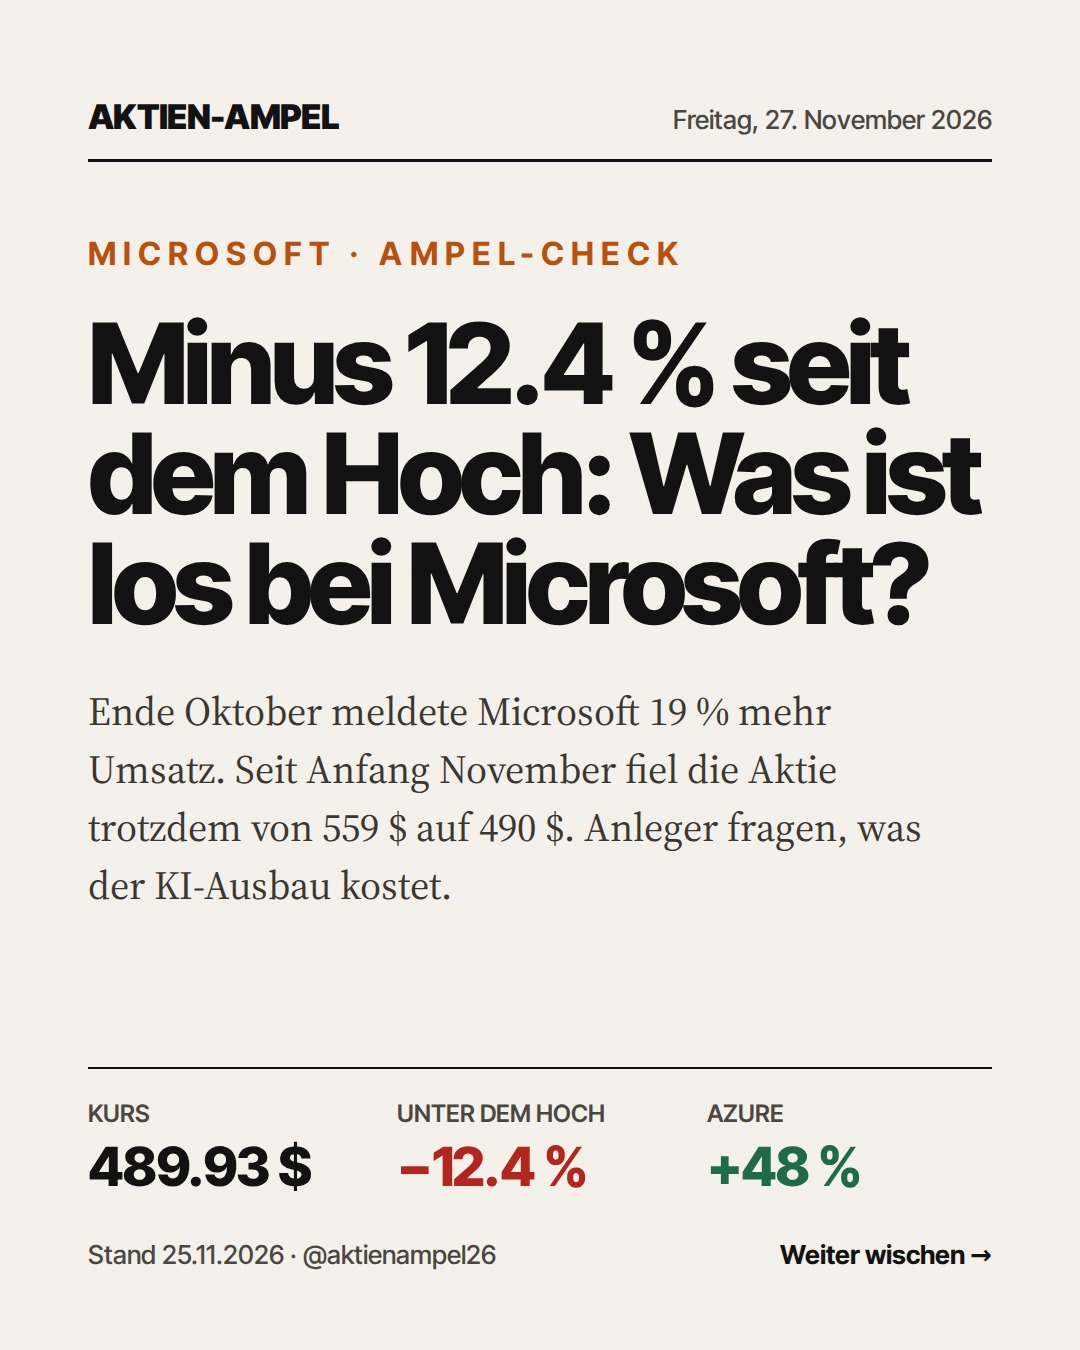 AKTIEN-AMPEL
Freitag, 27. November 2026
MICROSOFT · AMPEL-CHECK
Minus 12.4 % seit
dem Hoch: Was ist
los bei Microsoft?
Ende Oktober meldete Microsoft 19 % mehr
Umsatz. Seit Anfang November fiel die Aktie
trotzdem von 559 $ auf 490 $. Anleger fragen, was
der KI-Ausbau kostet.
KURS
489.93 $
UNTER DEM HOCH
−12.4 %
AZURE
+48 %
Stand 25.11.2026 · @aktienampel26
Weiter wischen →